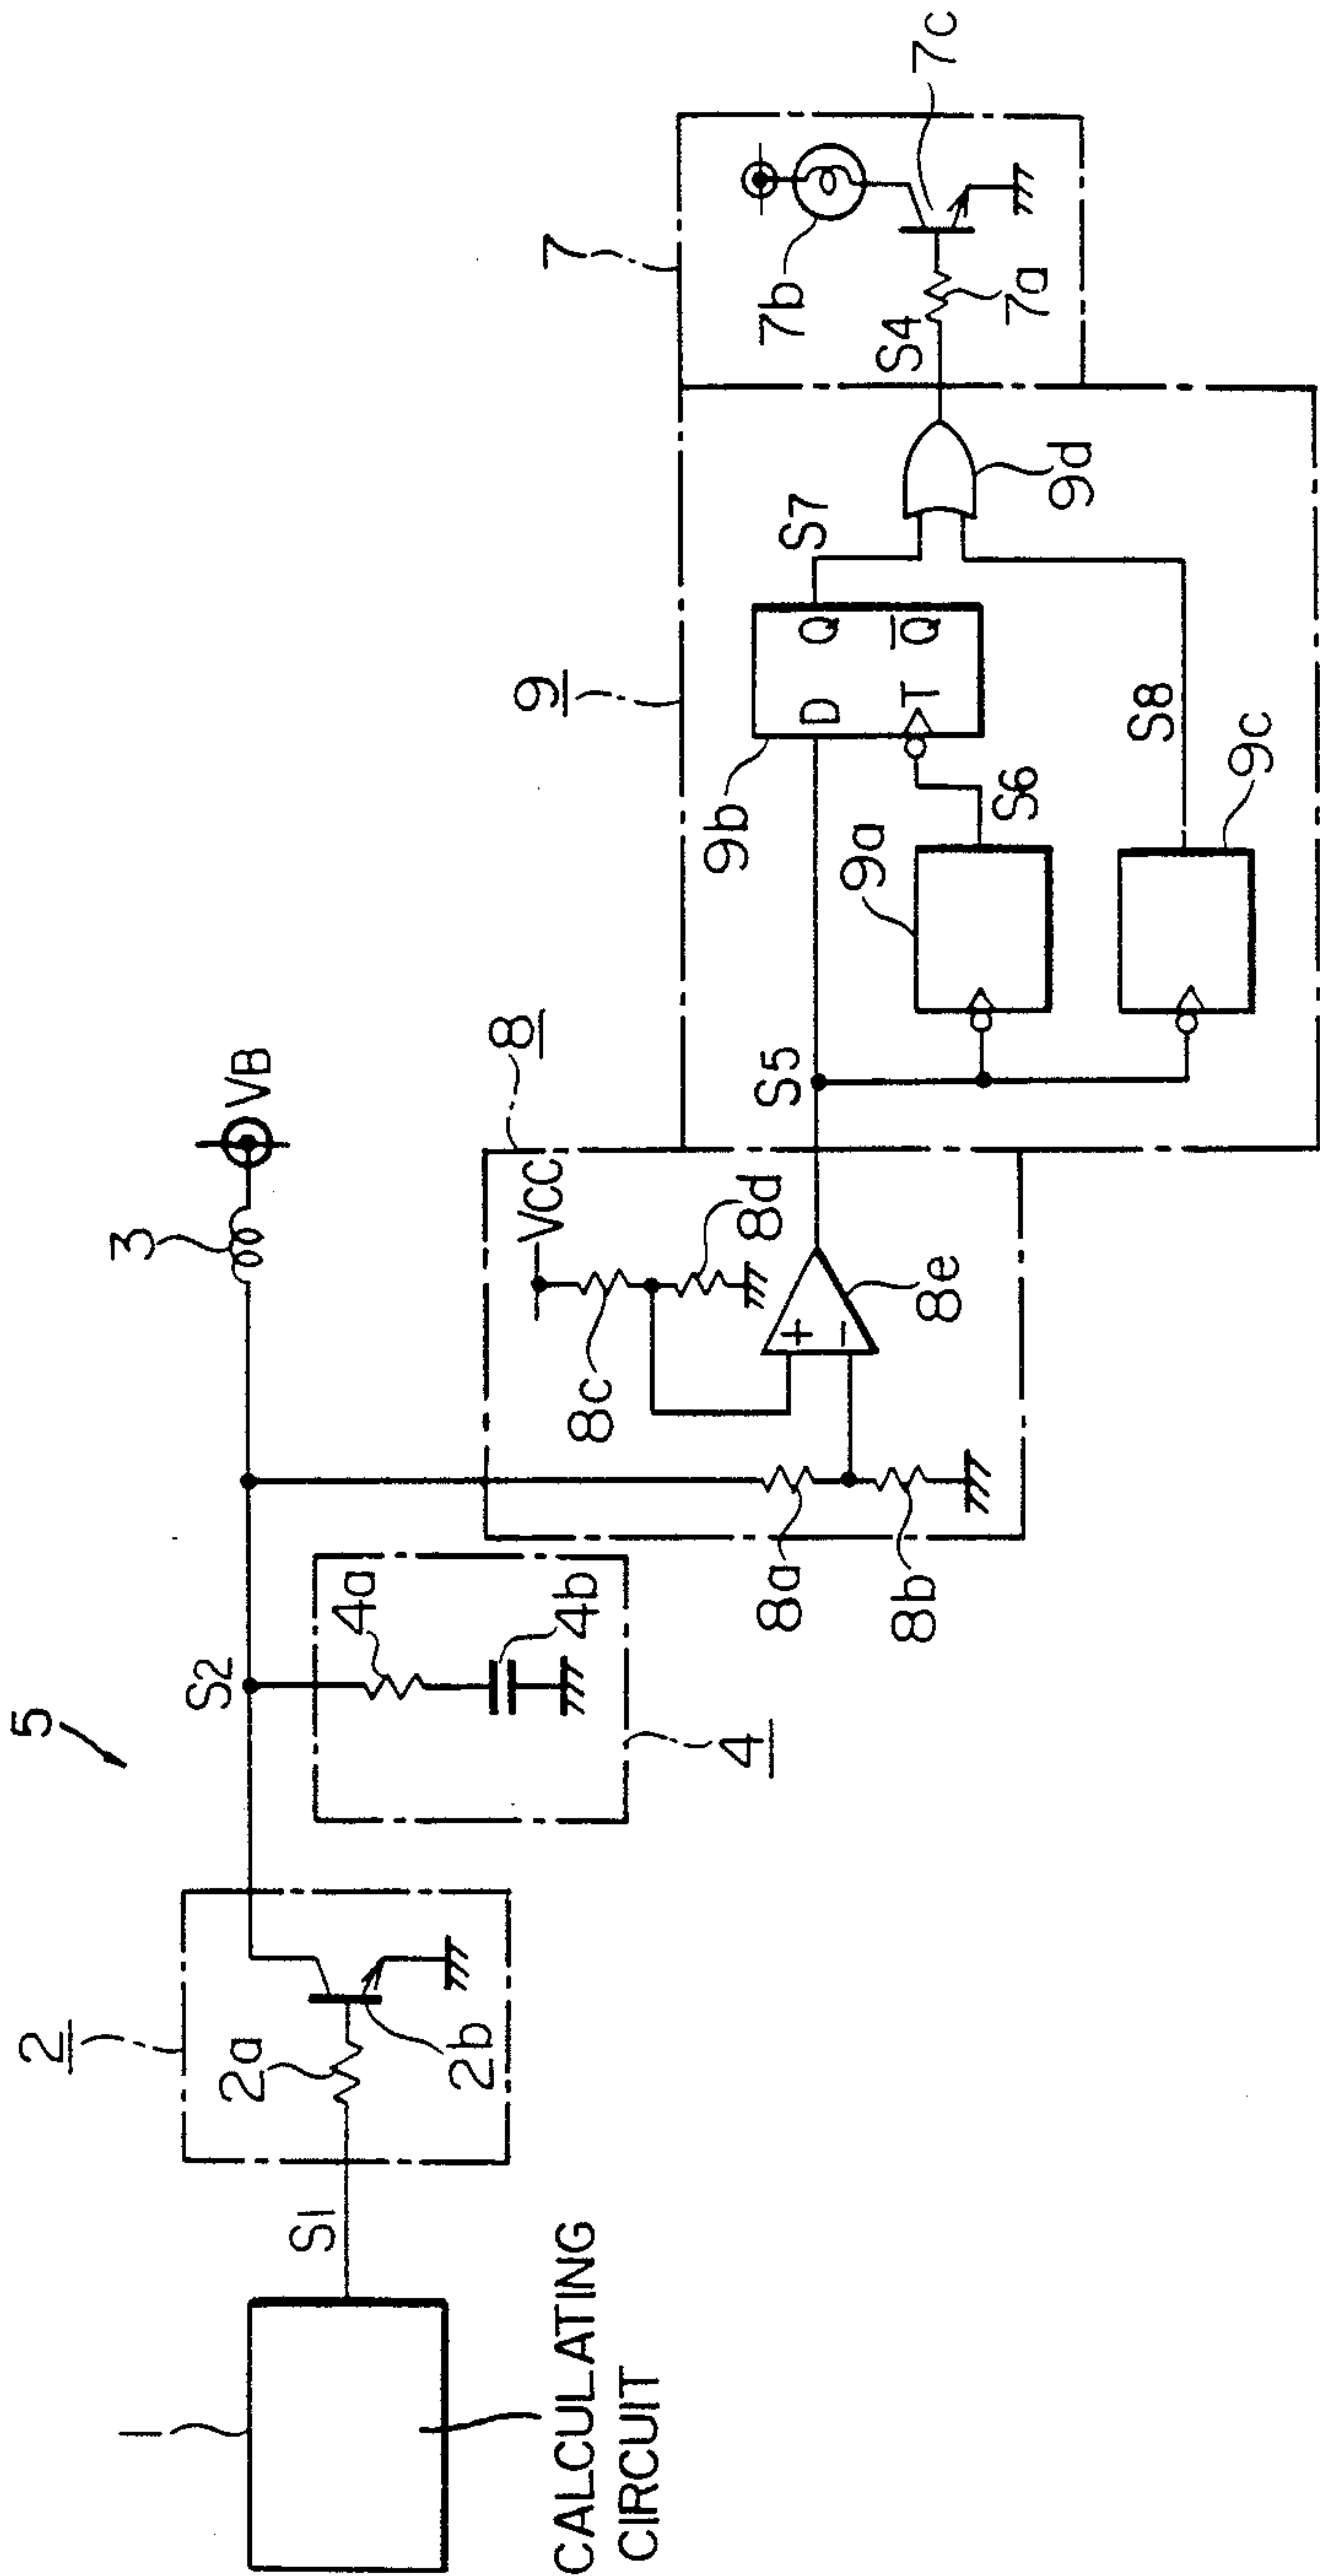 5
1
CALCULATING
CIRCUIT
S1
2
2a
2b
S2
4a
4b
4
3
VB
8
8a
8b
8c
VCC
8d
+
−
8e
S5
9
9b
D
Q
T
Q̅
9a
S6
S7
S8
9c
9d
7
S4
7a
7b
7c